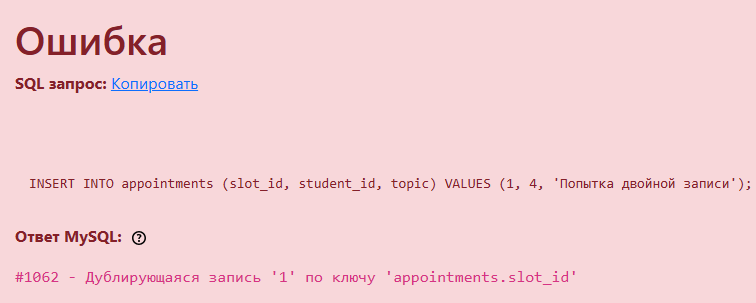 Ошибка
SQL запрос: Копировать
INSERT INTO appointments (slot_id, student_id, topic) VALUES (1, 4, 'Попытка двойной записи');
Ответ MySQL: ?
#1062 - Дублирующаяся запись '1' по ключу 'appointments.slot_id'